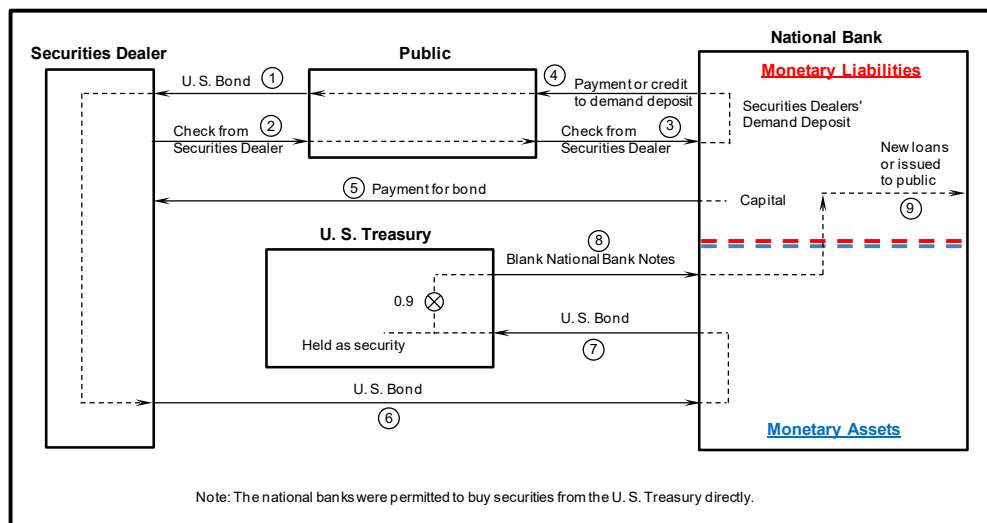 National Bank
Securities Dealer
Public
Monetary Liabilities
U. S. Bond
1
4
Payment or credit
to demand deposit
Securities Dealers'
Demand Deposit
Check from
Securities Dealer
2
Check from
Securities Dealer
3
New loans
or issued
to public
9
5
Payment for bond
Capital
U. S. Treasury
8
Blank National Bank Notes
0.9
U. S. Bond
Held as security
7
U. S. Bond
6
Monetary Assets
Note: The national banks were permitted to buy securities from the U. S. Treasury directly.